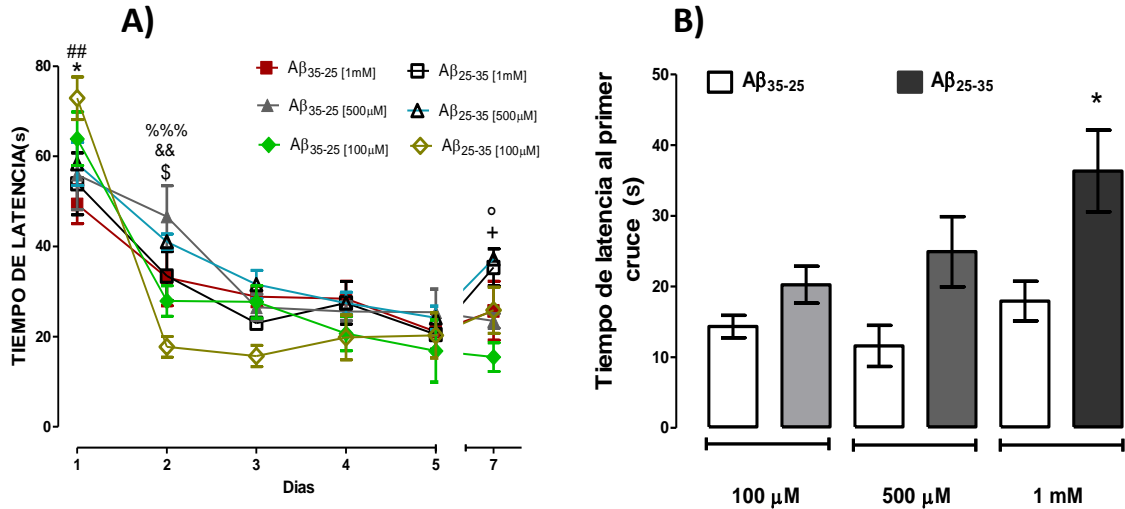 A)
##
*
%%%
&&
$
°
+
Aβ35-25 [1mM]
Aβ25-35 [1mM]
Aβ35-25 [500μM]
Aβ25-35 [500μM]
Aβ35-25 [100μM]
Aβ25-35 [100μM]
TIEMPO DE LATENCIA(s)
80
60
40
20
0
1 2 3 4 5 7
Dias
B)
Aβ35-25
Aβ25-35
*
Tiempo de latencia al primer
cruce (s)
50
40
30
20
10
0
100 μM 500 μM 1 mM